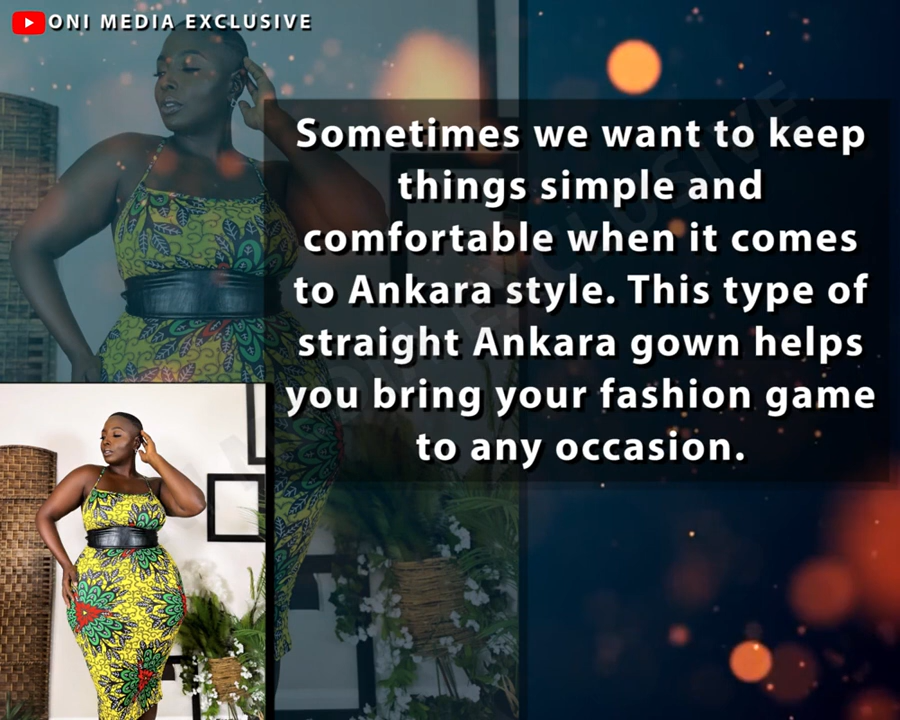 ONI MEDIA EXCLUSIVE
Sometimes we want to keep
things simple and
comfortable when it comes
to Ankara style. This type of
straight Ankara gown helps
you bring your fashion game
to any occasion.